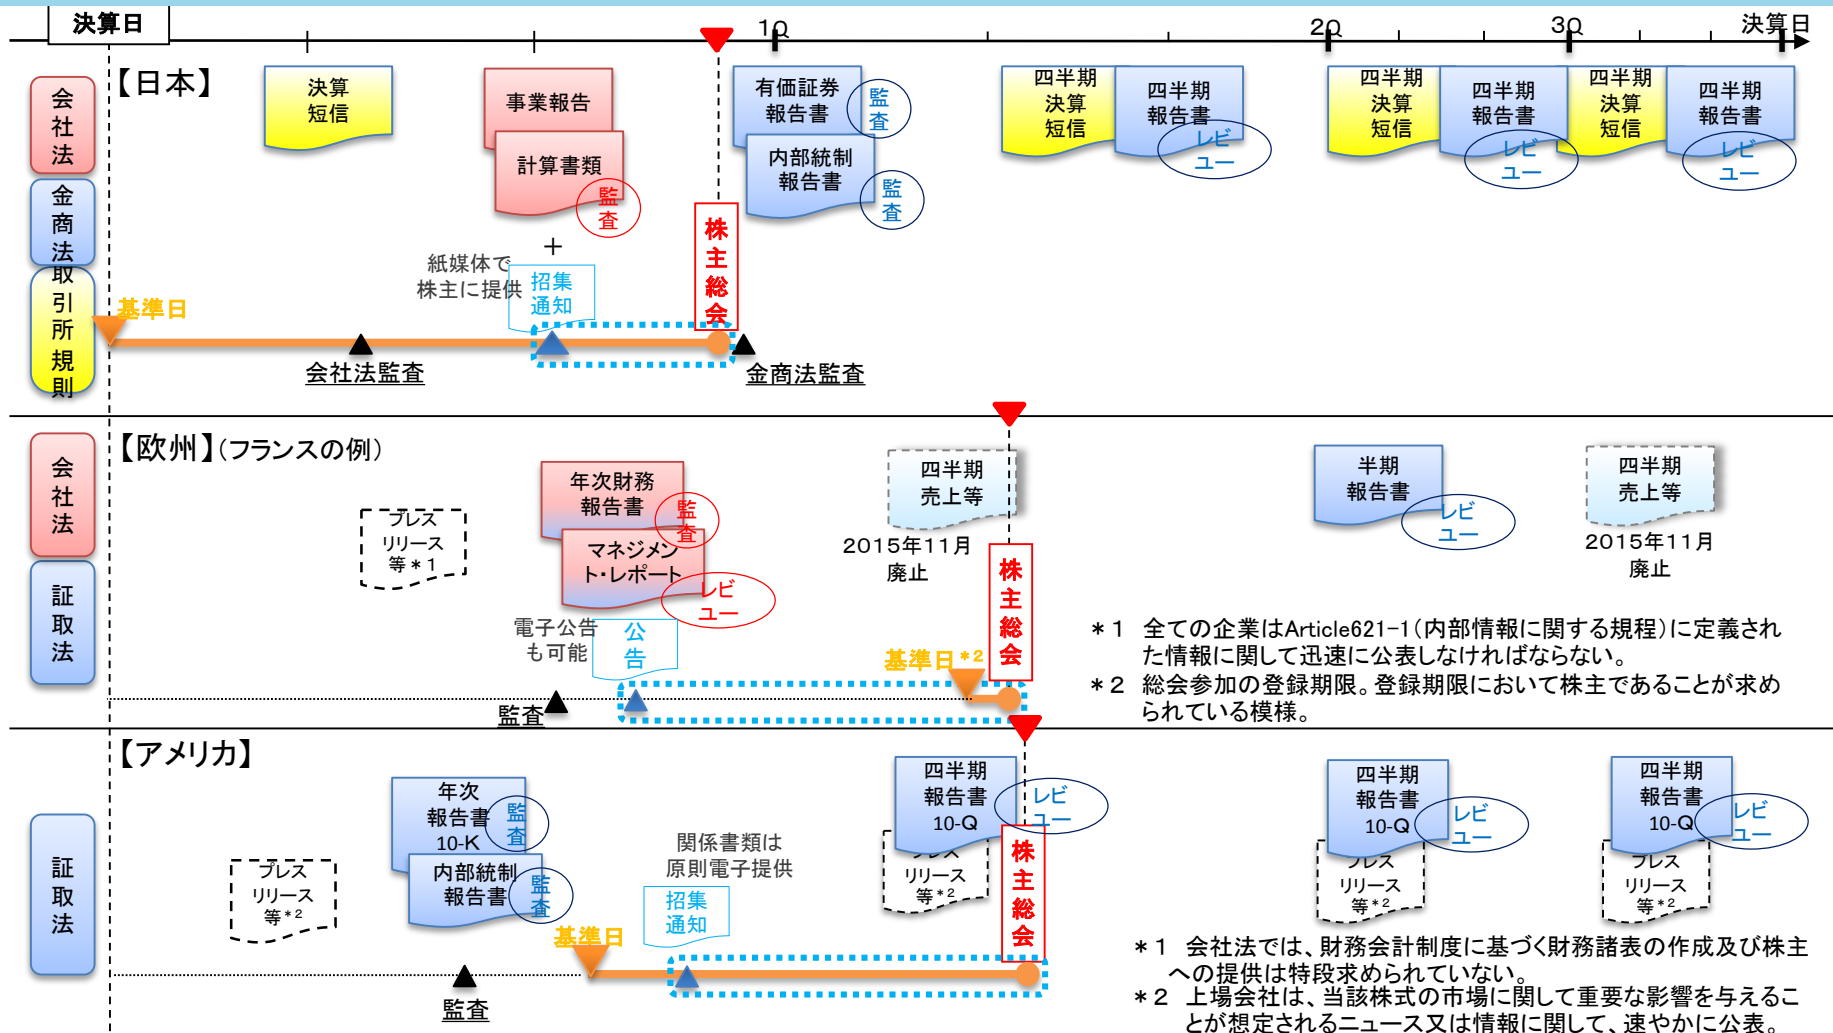 決算日
1Q
2Q
3Q
決算日
会社法
金商法
取引所規則
【日本】
決算
短信
事業報告
計算書類
監査
+
紙媒体で
株主に提供
招集
通知
基準日
会社法監査
株主総会
金商法監査
有価証券
報告書
監査
内部統制
報告書
監査
四半期
決算
短信
四半期
報告書
レビ
ュー
四半期
決算
短信
四半期
報告書
レビ
ュー
四半期
決算
短信
四半期
報告書
レビ
ュー
会社法
証取法
【欧州】(フランスの例)
プレス
リリース
等*1
年次財務
報告書
監査
マネジメン
ト・レポート
レビ
ュー
電子公告
も可能
公告
監査
四半期
売上等
2015年11月
廃止
基準日*2
株主総会
半期
報告書
レビ
ュー
四半期
売上等
2015年11月
廃止
*1 全ての企業はArticle621-1(内部情報に関する規程)に定義され
た情報に関して迅速に公表しなければならない。
*2 総会参加の登録期限。登録期限において株主であることが求め
られている模様。
証取法
【アメリカ】
プレス
リリース
等*2
年次
報告書
10-K
監査
内部統制
報告書
監査
基準日
監査
関係書類は
原則電子提供
招集
通知
四半期
報告書
10-Q
レビ
ュー
プレス
リリース
等*2
株主総会
四半期
報告書
10-Q
レビ
ュー
プレス
リリース
等*2
四半期
報告書
10-Q
レビ
ュー
プレス
リリース
等*2
*1 会社法では、財務会計制度に基づく財務諸表の作成及び株主
への提供は特段求められていない。
*2 上場会社は、当該株式の市場に関して重要な影響を与えるこ
とが想定されるニュース又は情報に関して、速やかに公表。